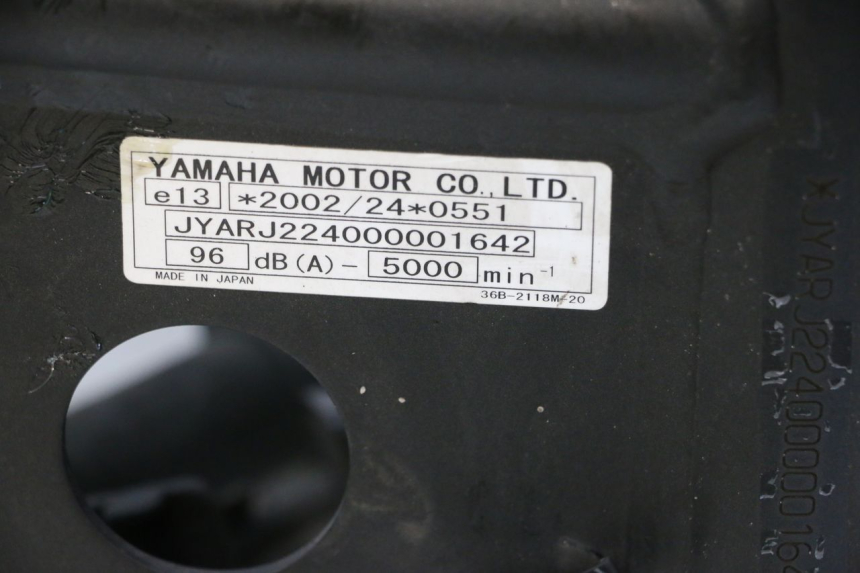 YAMAHA MOTOR CO.,LTD.
e13 *2002/24*0551
JYARJ224000001642
96 dB(A)- 5000 min-1
MADE IN JAPAN 36B-2118M-20
JYARJ22400000164